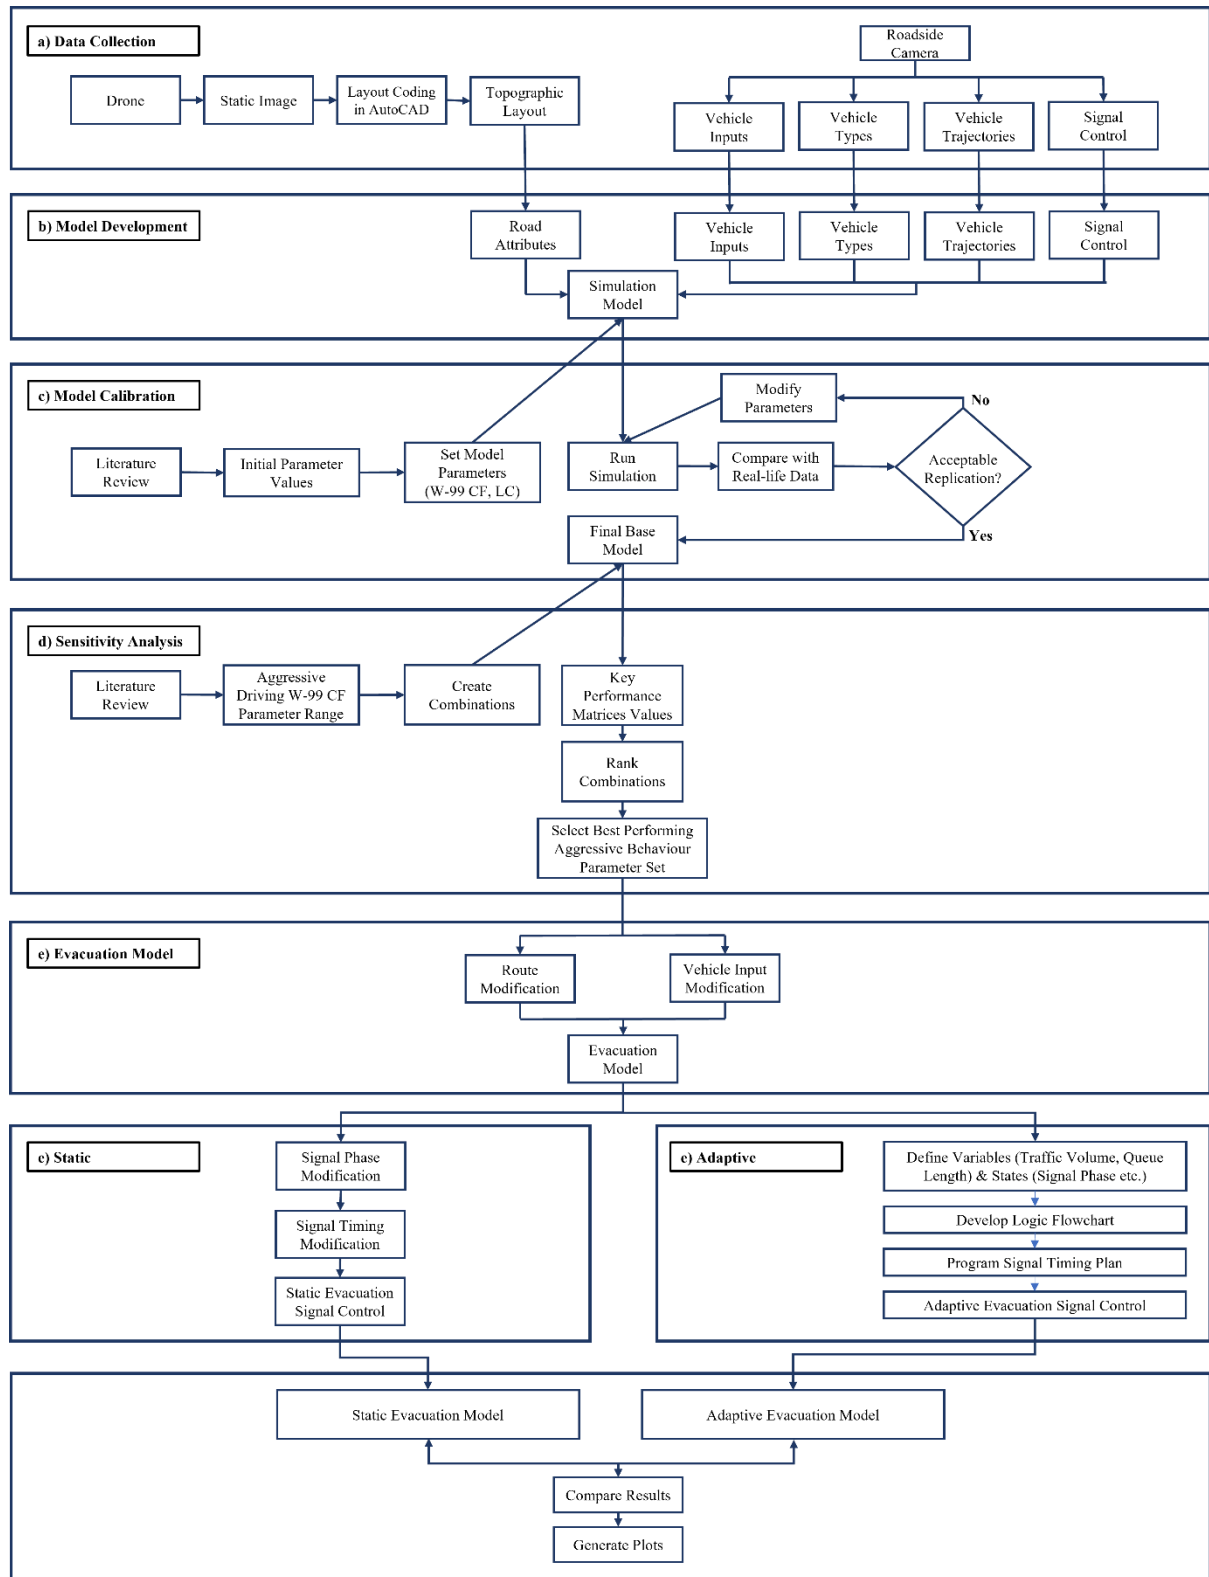 a) Data Collection
Roadside
Camera
Drone
Static Image
Layout Coding
in AutoCAD
Topographic
Layout
Vehicle
Inputs
Vehicle
Types
Vehicle
Trajectories
Signal
Control
b) Model Development
Road
Attributes
Vehicle
Inputs
Vehicle
Types
Vehicle
Trajectories
Signal
Control
Simulation
Model
c) Model Calibration
Modify
Parameters
No
Literature
Review
Initial Parameter
Values
Set Model
Parameters
(W-99 CF, LC)
Run
Simulation
Compare with
Real-life Data
Acceptable
Replication?
Yes
Final Base
Model
d) Sensitivity Analysis
Literature
Review
Aggressive
Driving W-99 CF
Parameter Range
Create
Combinations
Key
Performance
Matrices Values
Rank
Combinations
Select Best Performing
Aggressive Behaviour
Parameter Set
e) Evacuation Model
Route
Modification
Vehicle Input
Modification
Evacuation
Model
e) Static
Signal Phase
Modification
Signal Timing
Modification
Static Evacuation
Signal Control
e) Adaptive
Define Variables (Traffic Volume, Queue
Length) & States (Signal Phase etc.)
Develop Logic Flowchart
Program Signal Timing Plan
Adaptive Evacuation Signal Control
Static Evacuation Model
Adaptive Evacuation Model
Compare Results
Generate Plots